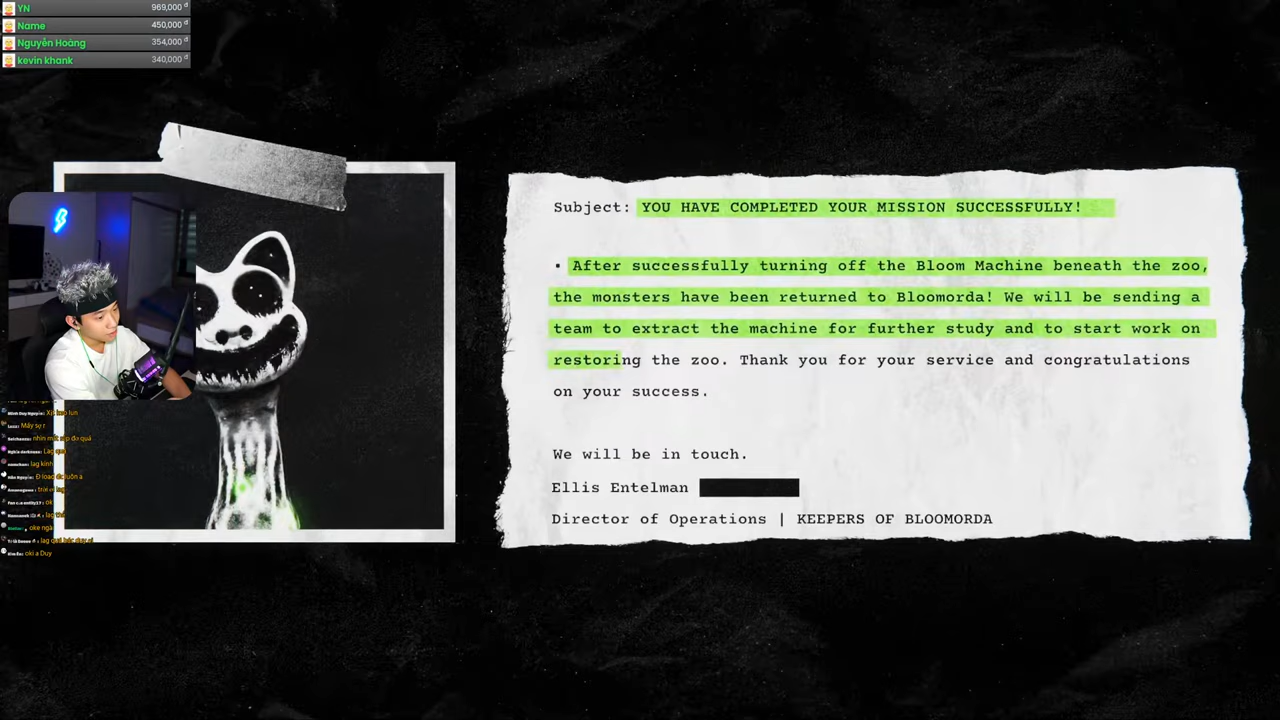 YN 969,000 đ
Name 450,000 đ
Nguyễn Hoàng 354,000 đ
kevin khank 340,000 đ
Subject: YOU HAVE COMPLETED YOUR MISSION SUCCESSFULLY!
• After successfully turning off the Bloom Machine beneath the zoo,
the monsters have been returned to Bloomorda! We will be sending a
team to extract the machine for further study and to start work on
restoring the zoo. Thank you for your service and congratulations
on your success.
We will be in touch.
Ellis Entelman
Director of Operations | KEEPERS OF BLOOMORDA
lag kinh
oki a Duy